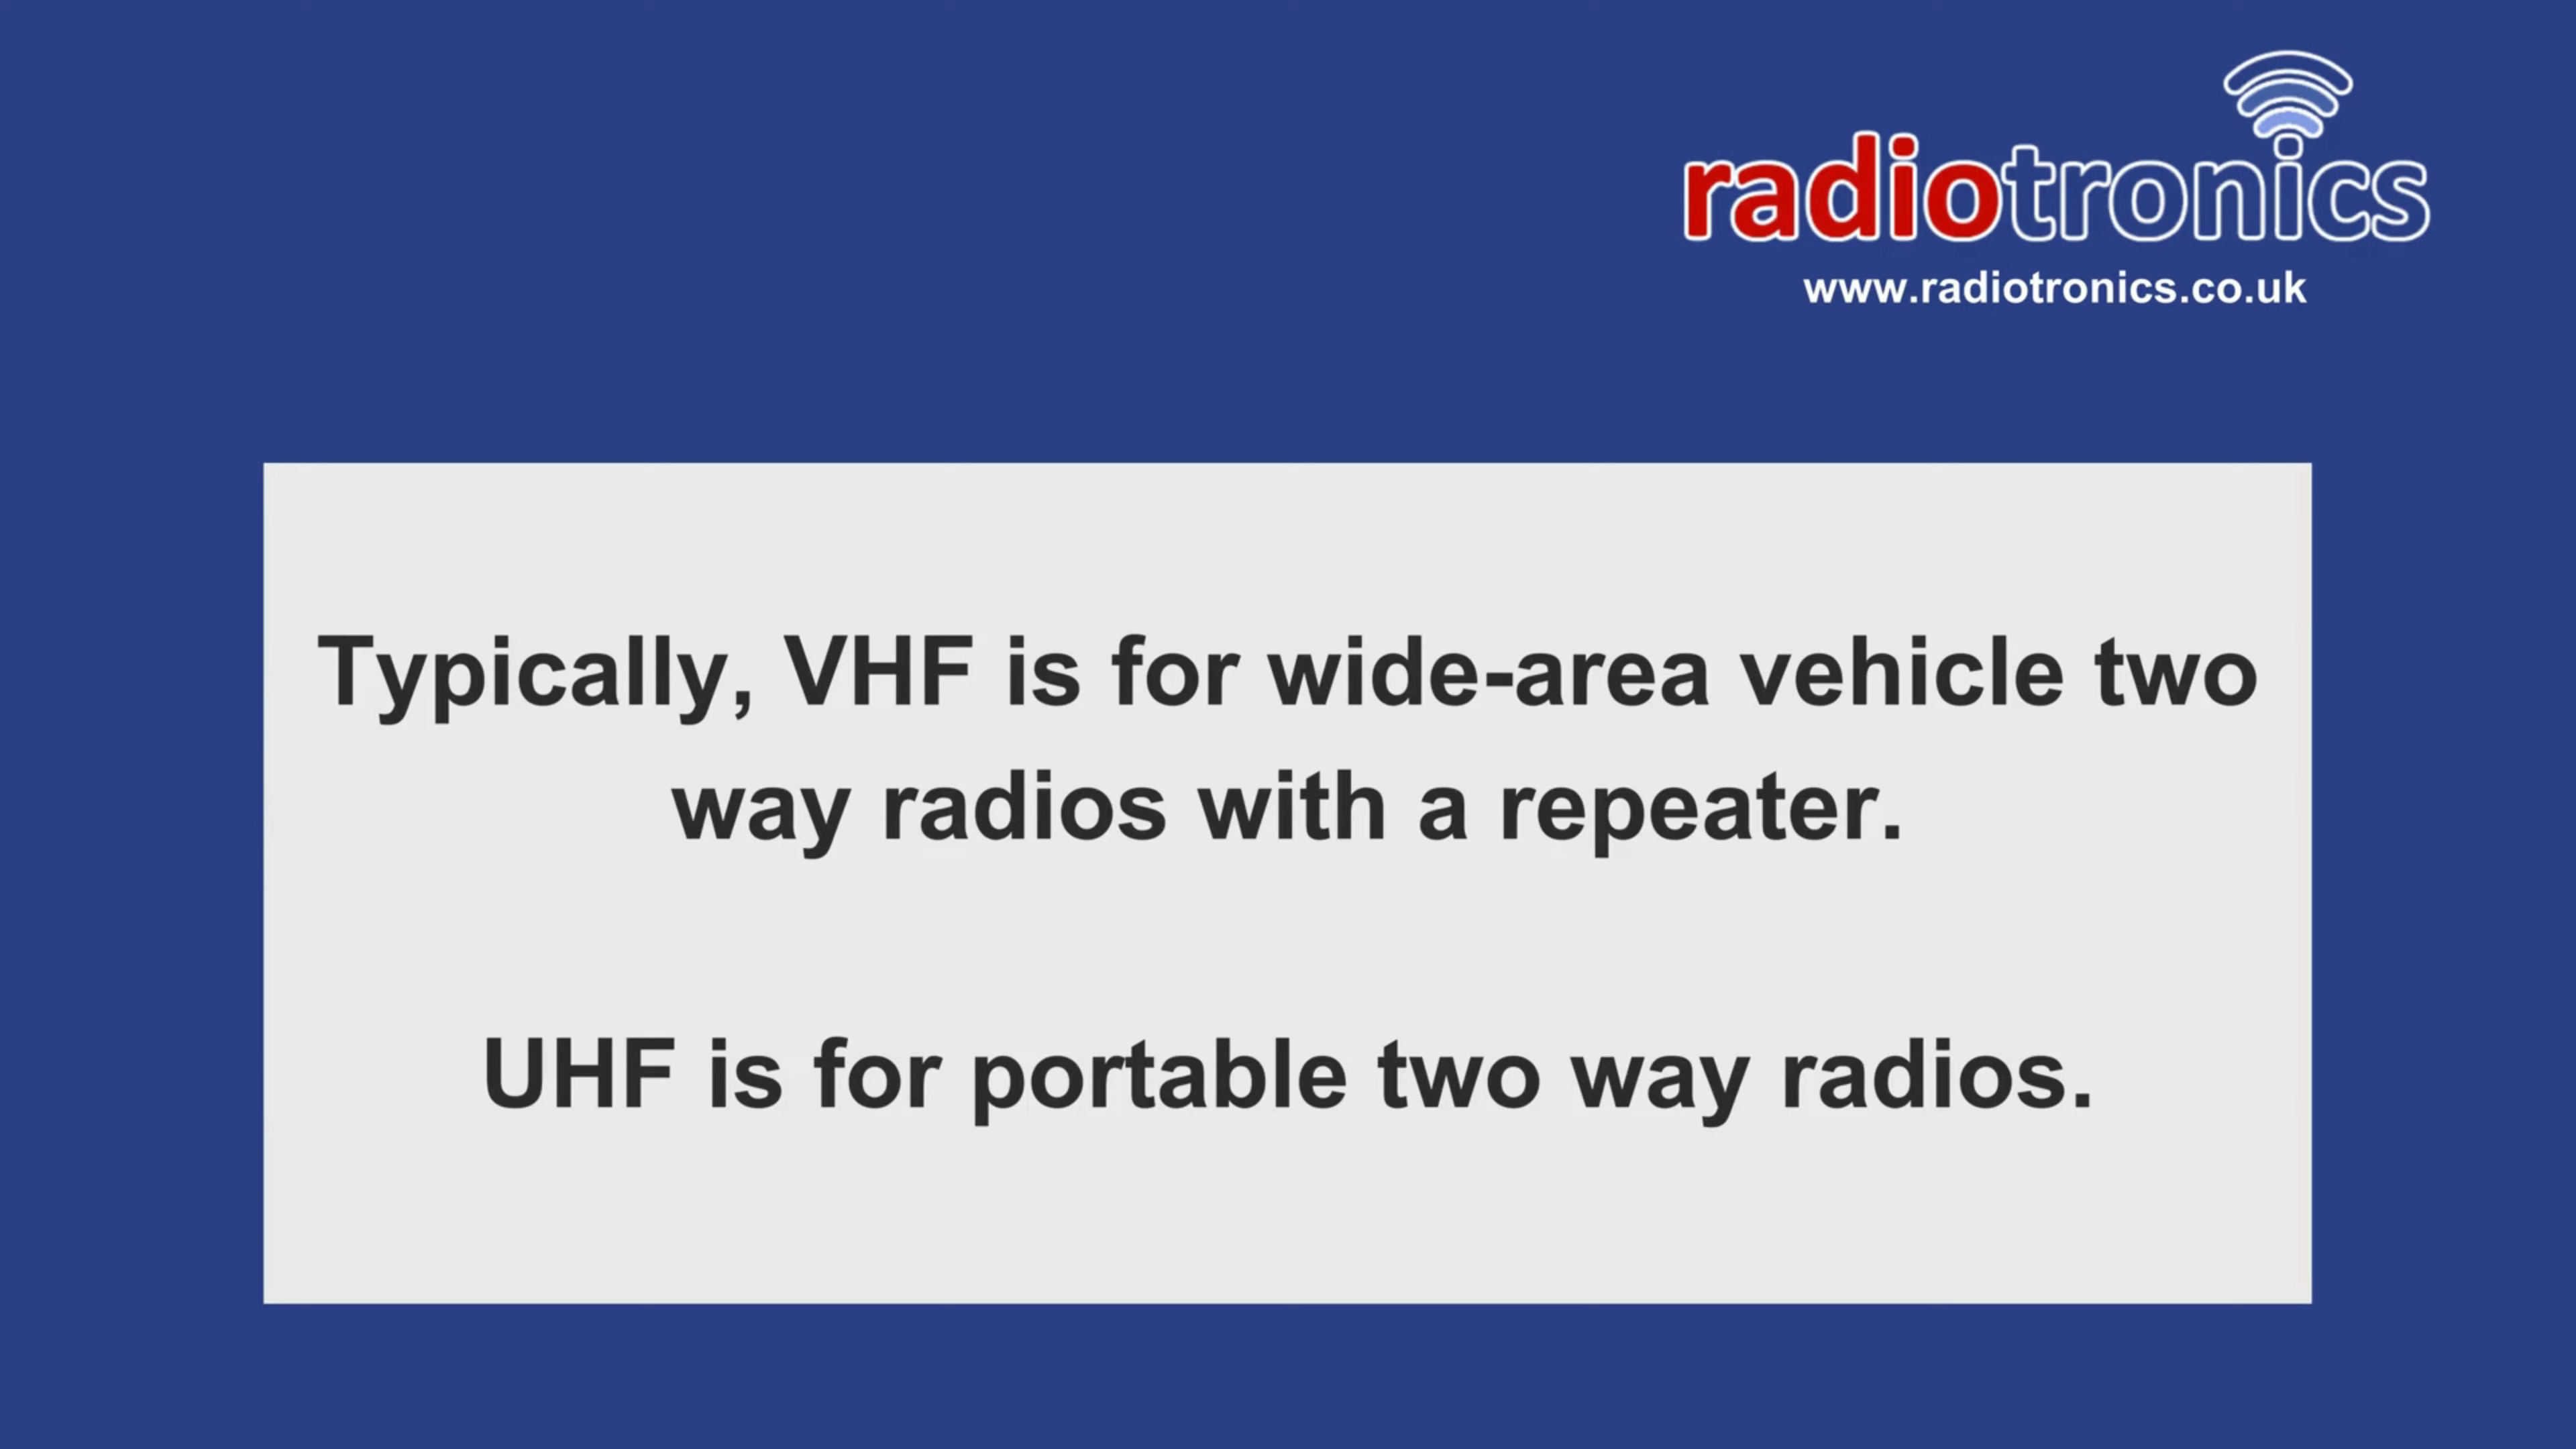 radiotronics
www.radiotronics.co.uk
Typically, VHF is for wide-area vehicle two
way radios with a repeater.
UHF is for portable two way radios.